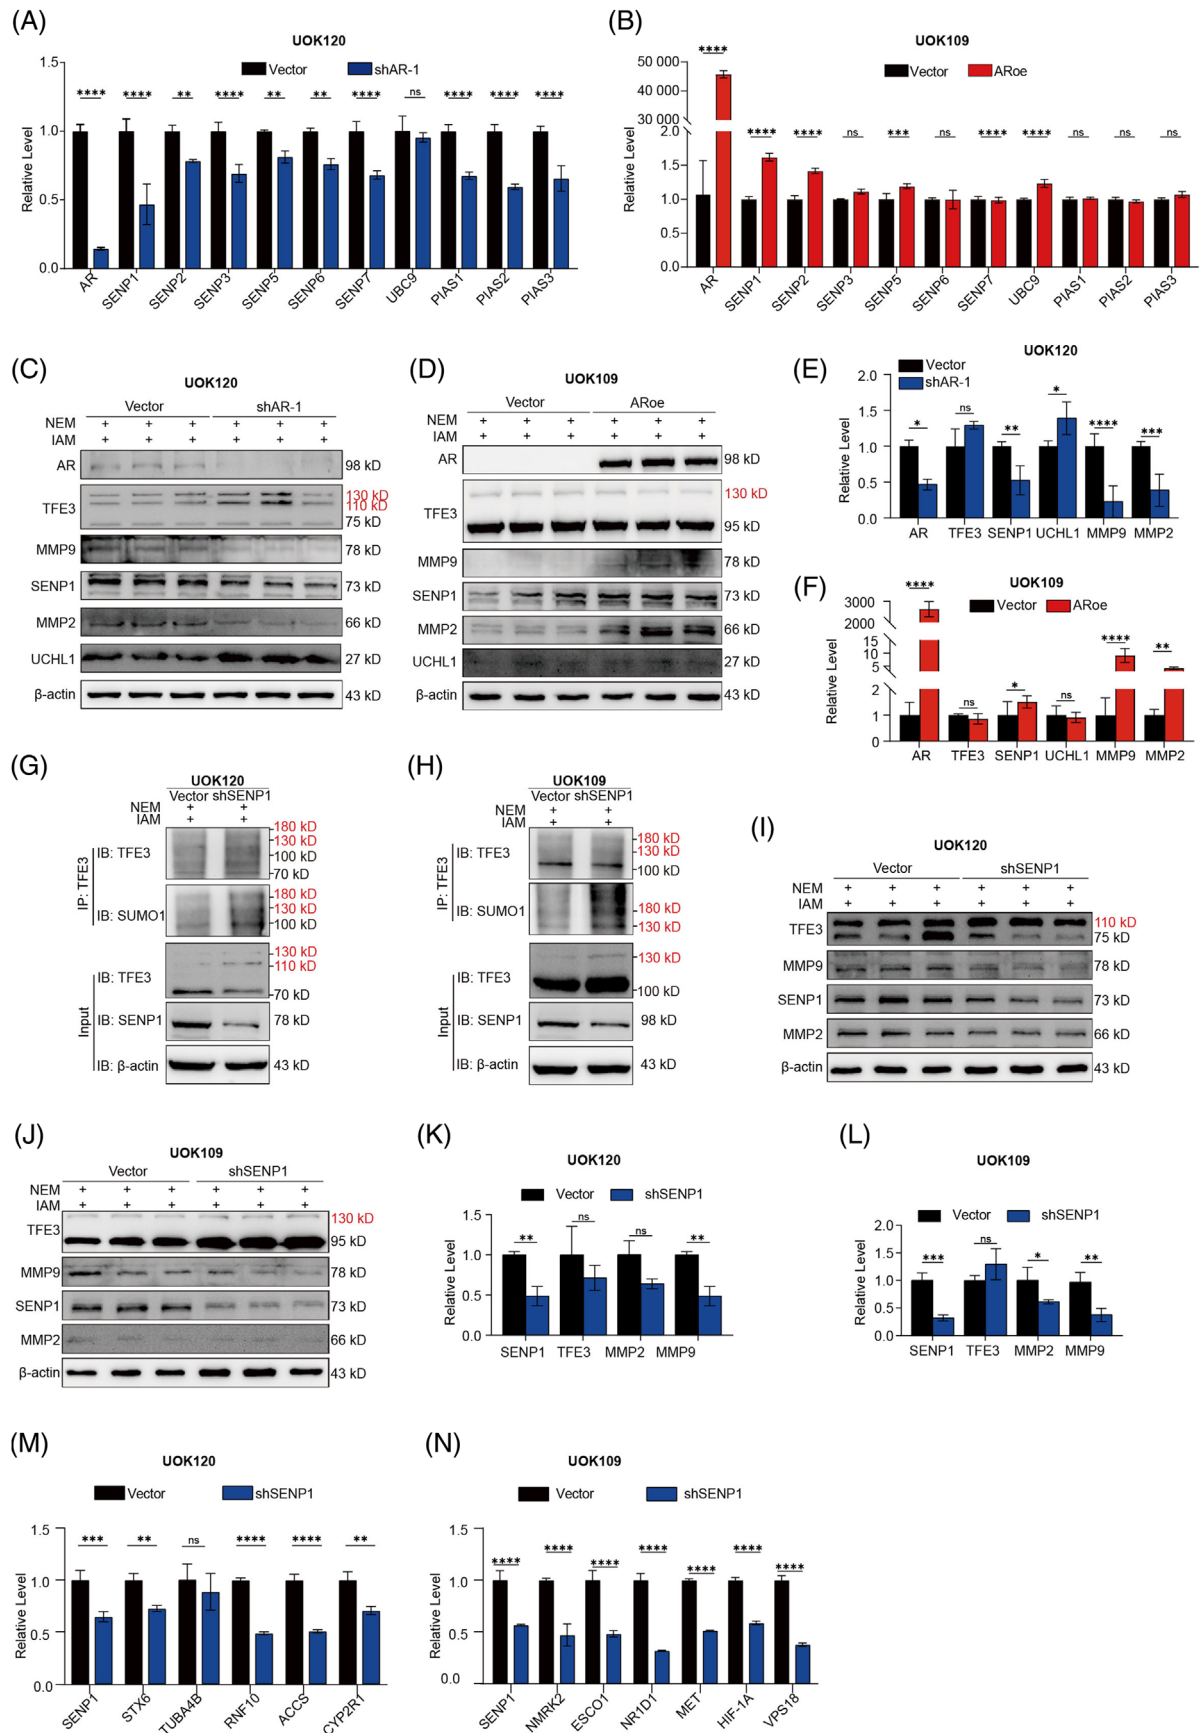 (A)
UOK120
Vector shAR-1
Relative Level
1.5
1.0
0.5
0.0
**** **** ** **** ** ** **** ns **** **** ****
AR SENP1 SENP2 SENP3 SENP5 SENP6 SENP7 UBC9 PIAS1 PIAS2 PIAS3
(B)
UOK109
Vector ARoe
Relative Level
50 000
40 000
30 000
2.0
1.5
1.0
0.5
0.0
**** **** **** ns *** ns **** **** ns ns ns
AR SENP1 SENP2 SENP3 SENP5 SENP6 SENP7 UBC9 PIAS1 PIAS2 PIAS3
(C)
UOK120
Vector shAR-1
NEM + + + + + +
IAM + + + + + +
AR 98 kD
TFE3 130 kD
110 kD
75 kD
MMP9 78 kD
SENP1 73 kD
MMP2 66 kD
UCHL1 27 kD
β-actin 43 kD
(D)
UOK109
Vector ARoe
NEM + + + + + +
IAM + + + + + +
AR 98 kD
TFE3 130 kD
95 kD
MMP9 78 kD
SENP1 73 kD
MMP2 66 kD
UCHL1 27 kD
β-actin 43 kD
(E)
UOK120
Vector
shAR-1
Relative Level
2.0
1.5
1.0
0.5
0.0
* ns ** * **** ***
AR TFE3 SENP1 UCHL1 MMP9 MMP2
(F)
UOK109
Vector ARoe
Relative Level
3000
2000
15
10
5
2
1
0
**** ns * ns **** **
AR TFE3 SENP1 UCHL1 MMP9 MMP2
(G)
UOK120
Vector shSENP1
NEM + +
IAM + +
IP: TFE3
IB: TFE3
180 kD
130 kD
100 kD
70 kD
IB: SUMO1
180 kD
130 kD
100 kD
Input
IB: TFE3
130 kD
110 kD
70 kD
IB: SENP1 78 kD
IB: β-actin 43 kD
(H)
UOK109
Vector shSENP1
NEM + +
IAM + +
IP: TFE3
IB: TFE3
180 kD
130 kD
100 kD
IB: SUMO1
180 kD
130 kD
Input
IB: TFE3
130 kD
100 kD
IB: SENP1 98 kD
IB: β-actin 43 kD
(I)
UOK120
Vector shSENP1
NEM + + + + + +
IAM + + + + + +
TFE3 110 kD
75 kD
MMP9 78 kD
SENP1 73 kD
MMP2 66 kD
β-actin 43 kD
(J)
UOK109
Vector shSENP1
NEM + + + + + +
IAM + + + + + +
TFE3 130 kD
95 kD
MMP9 78 kD
SENP1 73 kD
MMP2 66 kD
β-actin 43 kD
(K)
UOK120
Vector shSENP1
Relative Level
1.5
1.0
0.5
0.0
** ns ns **
SENP1 TFE3 MMP2 MMP9
(L)
UOK109
Vector shSENP1
Relative Level
2.0
1.5
1.0
0.5
0.0
*** ns * **
SENP1 TFE3 MMP2 MMP9
(M)
UOK120
Vector shSENP1
Relative Level
1.5
1.0
0.5
0.0
*** ** ns **** **** **
SENP1 STX6 TUBA4B RNF10 ACCS CYP2R1
(N)
UOK109
Vector shSENP1
Relative Level
1.5
1.0
0.5
0.0
**** **** **** **** **** **** ****
SENP1 NMRK2 ESCO1 NR1D1 MET HIF-1A VPS18